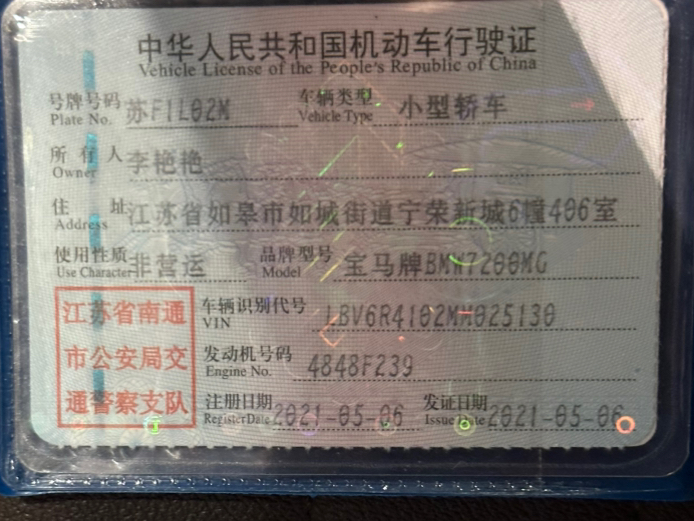 中华人民共和国机动车行驶证
Vehicle License of the People's Republic of China
号牌号码 苏F1L02M 车辆类型 小型轿车
Plate No. Vehicle Type
所有人 李艳艳
Owner
住址 江苏省如皋市如城街道宁荣新城6幢406室
Address
使用性质 非营运 品牌型号 宝马牌BMW7200MG
Use Character Model
江苏省南通 车辆识别代号 LBV6R4102MM025130
VIN
市公安局交 发动机号码 4848F239
Engine No.
通警察支队 注册日期 2021-05-06 发证日期 2021-05-06
Register Date Issue Date